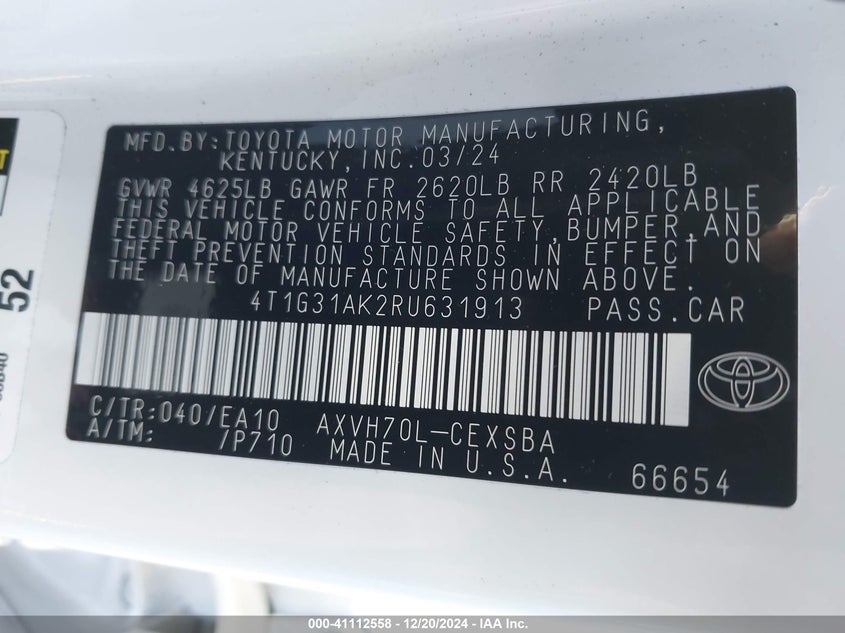 MFD.BY:TOYOTA MOTOR MANUFACTURING,
KENTUCKY,INC.03/24
GVWR 4625LB GAWR FR 2620LB RR 2420LB
THIS VEHICLE CONFORMS TO ALL APPLICABLE
FEDERAL MOTOR VEHICLE SAFETY,BUMPER,AND
THEFT PREVENTION STANDARDS IN EFFECT ON
THE DATE OF MANUFACTURE SHOWN ABOVE.
4T1G31AK2RU631913 PASS.CAR
C/TR:040/EA10 AXVH70L-CEXSBA
A/TM: /P710 MADE IN U.S.A.
66654
52
000-41112558 - 12/20/2024 - IAA Inc.